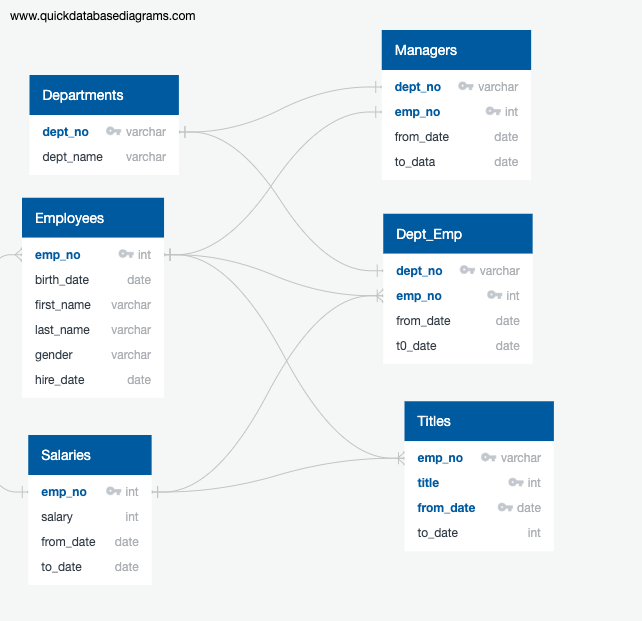 www.quickdatabasediagrams.com
Departments
dept_no varchar
dept_name varchar
Employees
emp_no int
birth_date date
first_name varchar
last_name varchar
gender varchar
hire_date date
Salaries
emp_no int
salary int
from_date date
to_date date
Managers
dept_no varchar
emp_no int
from_date date
to_data date
Dept_Emp
dept_no varchar
emp_no int
from_date date
t0_date date
Titles
emp_no varchar
title int
from_date date
to_date int